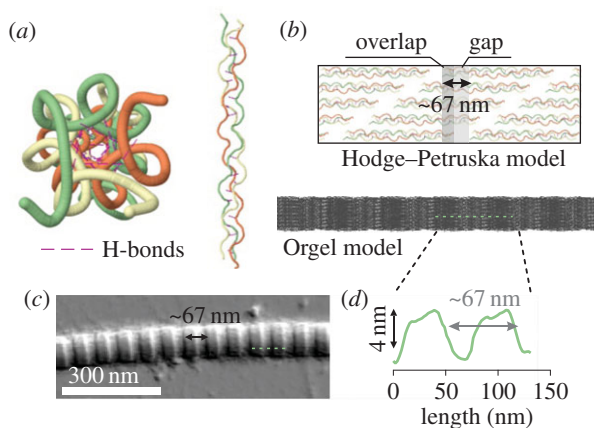 (a)
H-bonds
(b)
overlap gap
~67 nm
Hodge–Petruska model
Orgel model
(c)
~67 nm
300 nm
(d)
~67 nm
4 nm
0 50 100 150
length (nm)